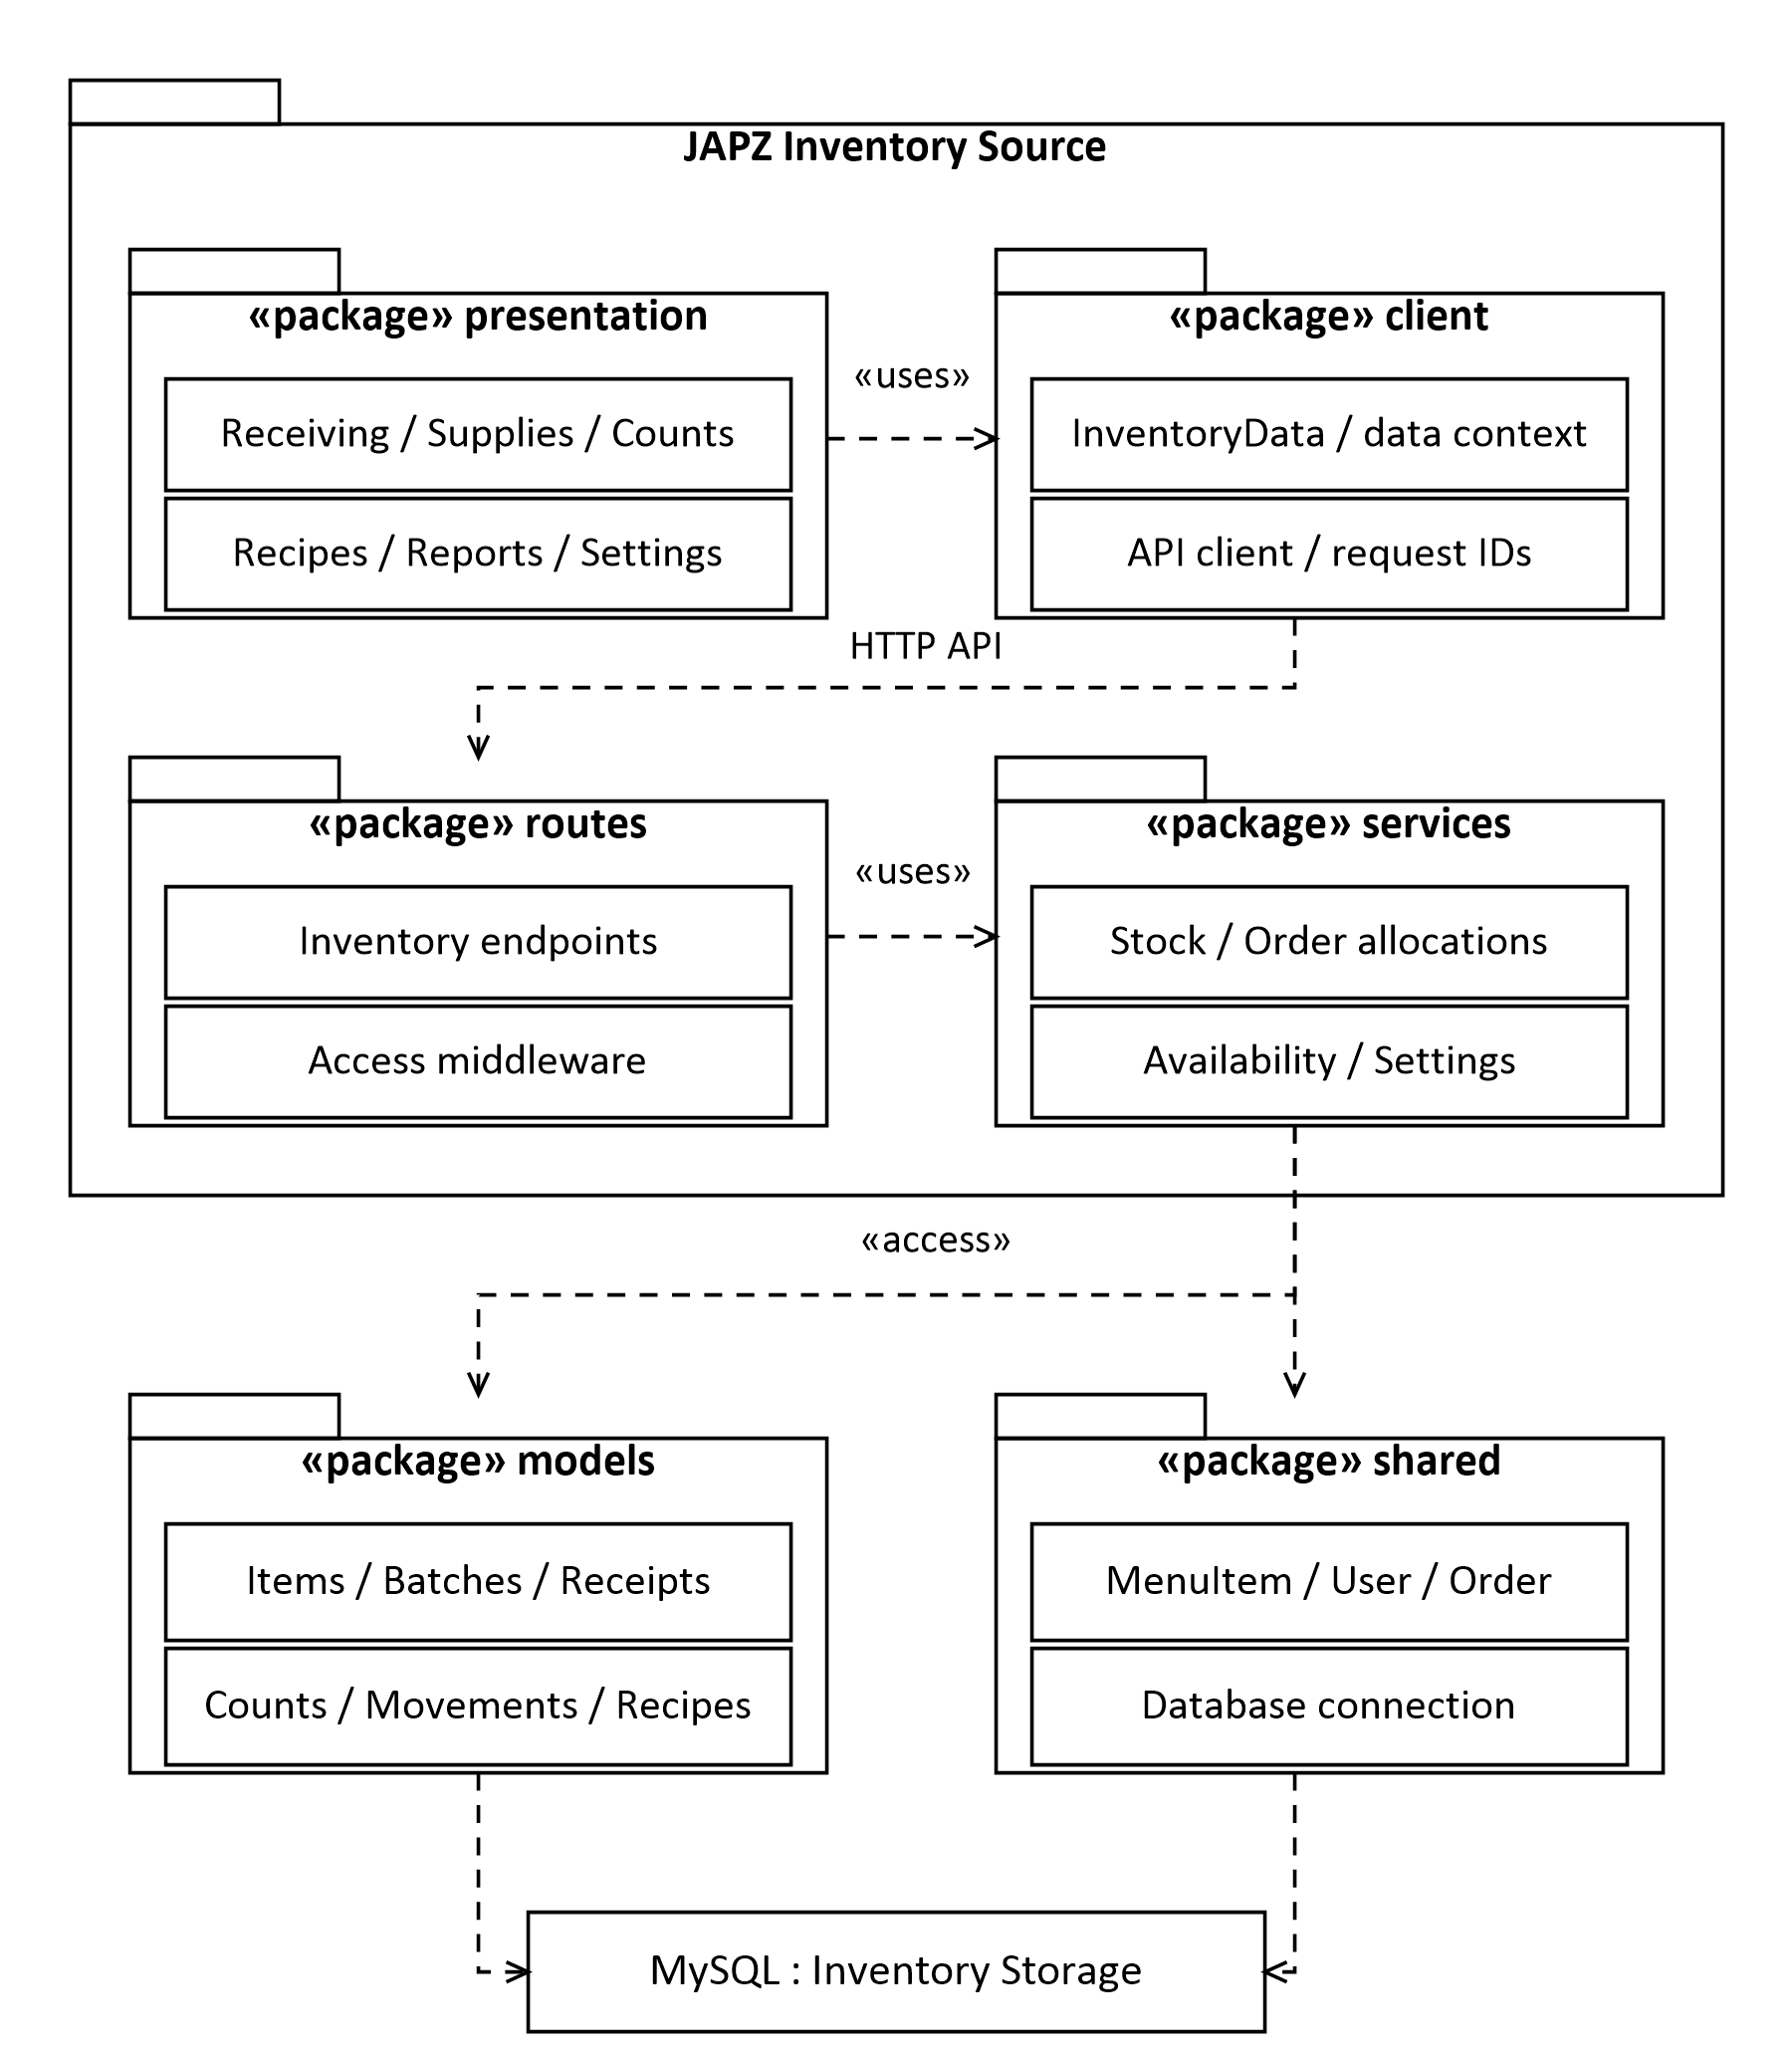 JAPZ Inventory Source
«package» presentation
Receiving / Supplies / Counts
Recipes / Reports / Settings
«uses»
«package» client
InventoryData / data context
API client / request IDs
HTTP API
«package» routes
Inventory endpoints
Access middleware
«uses»
«package» services
Stock / Order allocations
Availability / Settings
«access»
«package» models
Items / Batches / Receipts
Counts / Movements / Recipes
«package» shared
MenuItem / User / Order
Database connection
MySQL : Inventory Storage